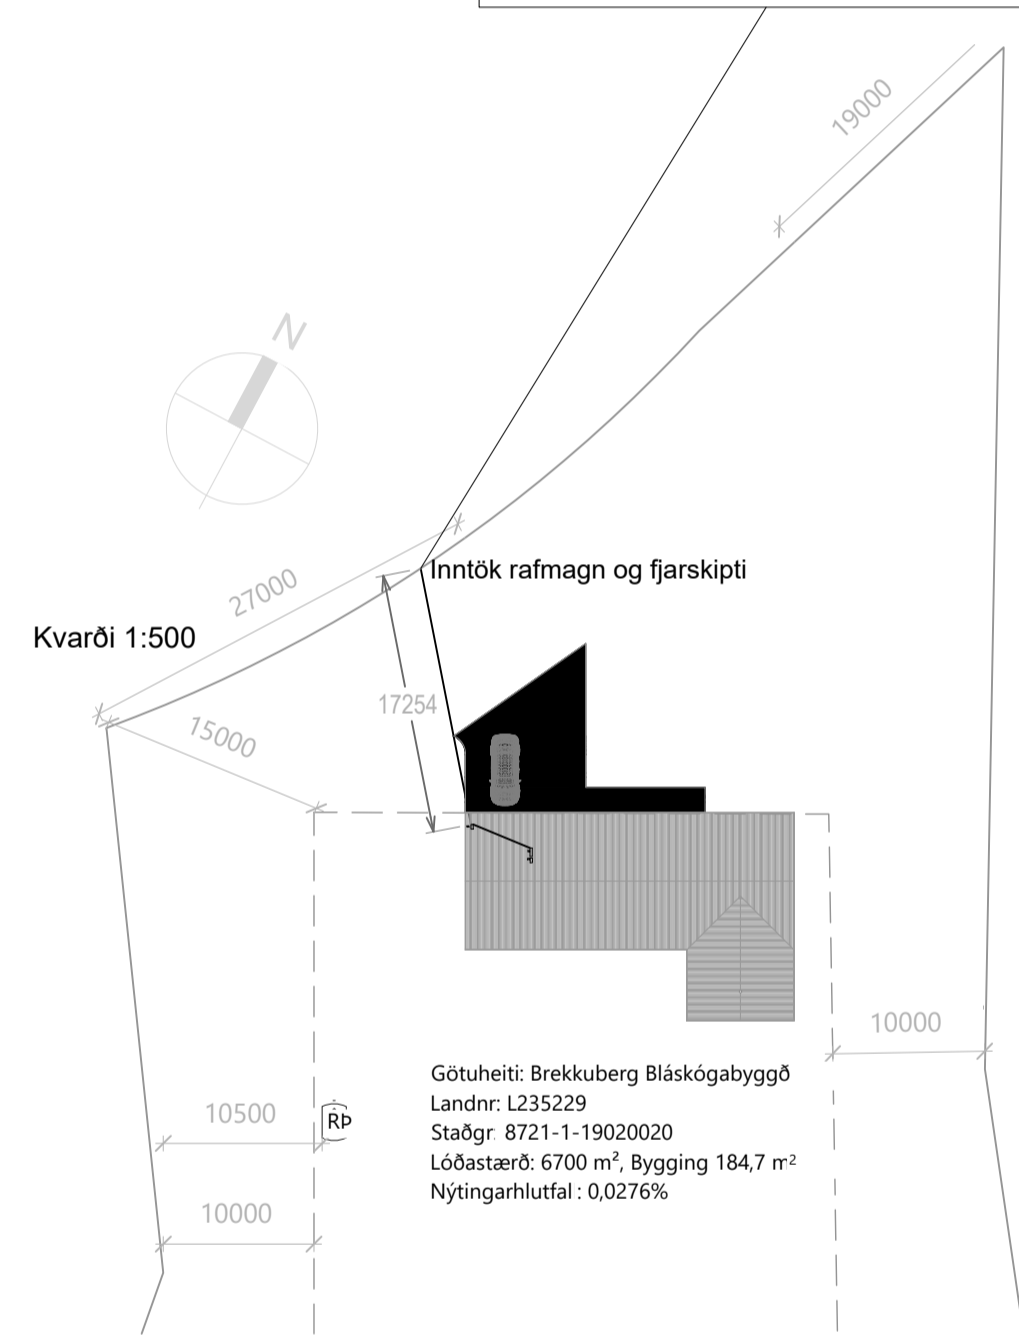 19000
N
Inntök rafmagn og fjarskipti
27000
Kvarði 1:500
17254
15000
10000
Götuheiti: Brekkuberg Bláskógabyggð
Landnr: L235229
Staðgr: 8721-1-19020020
Lóðastærð: 6700 m², Bygging 184,7 m²
Nýtingarhlutfal : 0,0276%
10500
RÞ
10000